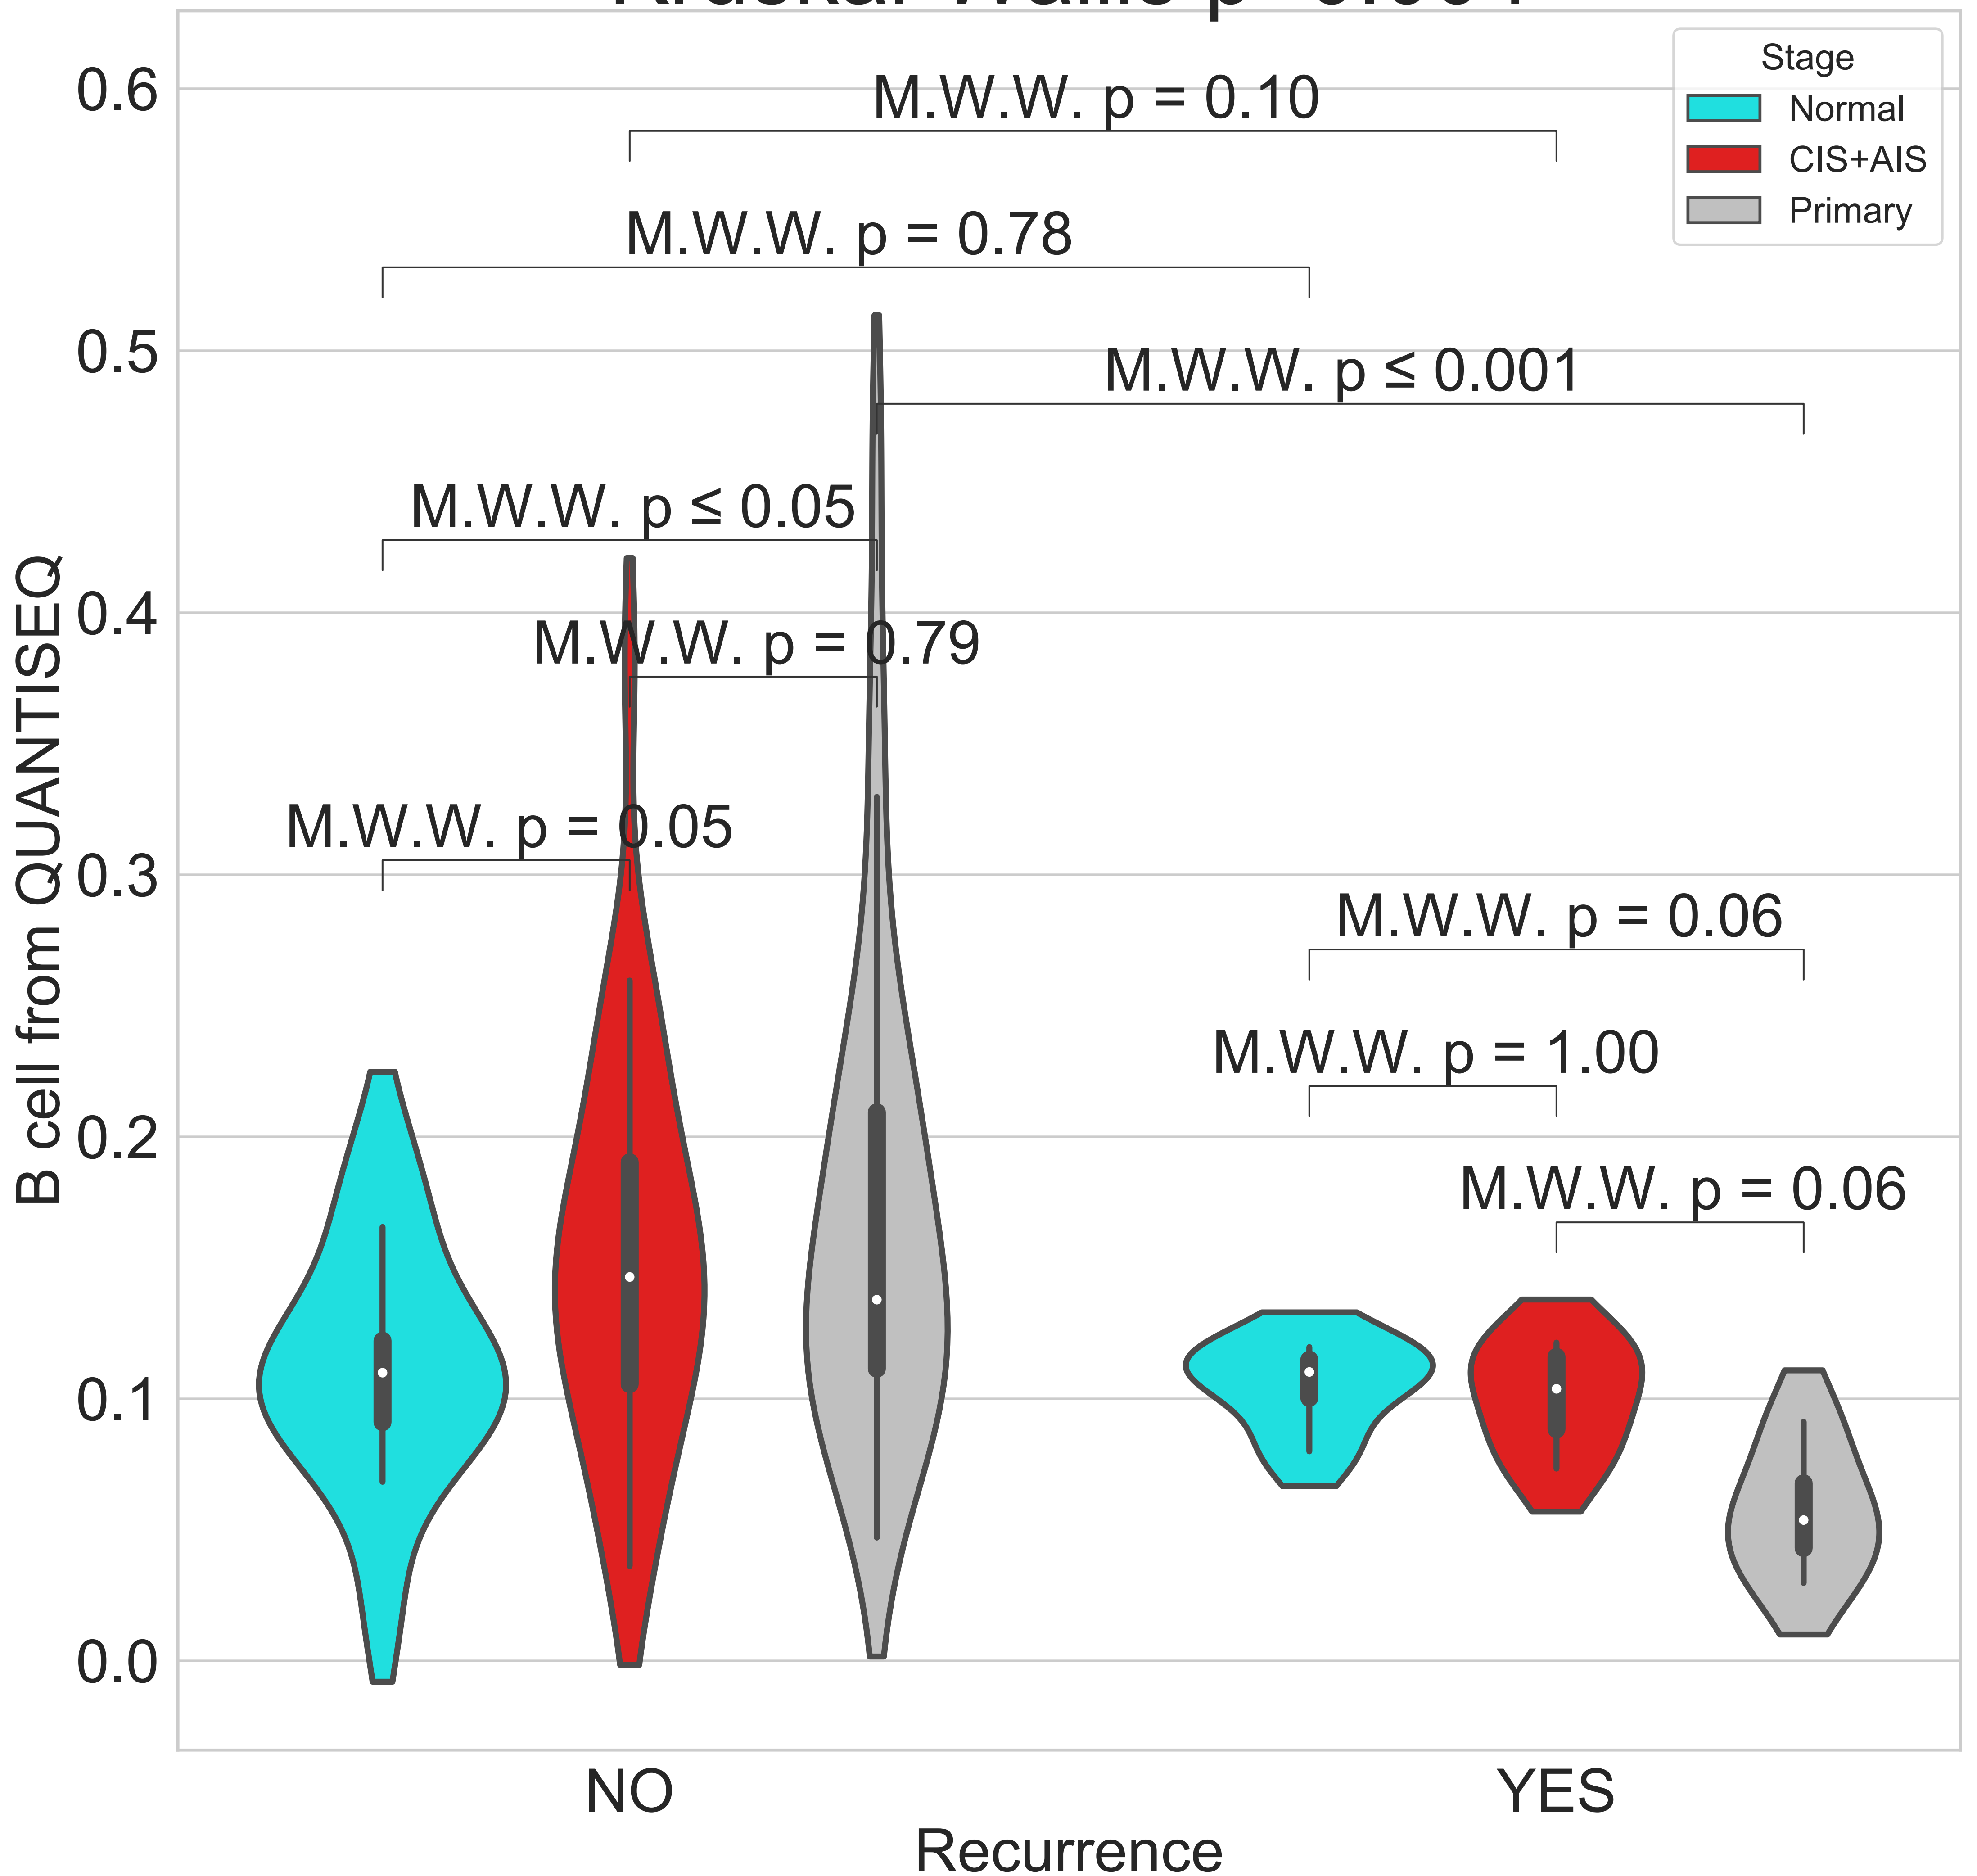 Stage
Normal
CIS+AIS
Primary
M.W.W. p = 0.10
M.W.W. p = 0.78
M.W.W. p ≤ 0.001
M.W.W. p ≤ 0.05
M.W.W. p = 0.79
M.W.W. p = 0.05
M.W.W. p = 0.06
M.W.W. p = 1.00
M.W.W. p = 0.06
B cell from QUANTISEQ
0.6
0.5
0.4
0.3
0.2
0.1
0.0
NO
YES
Recurrence